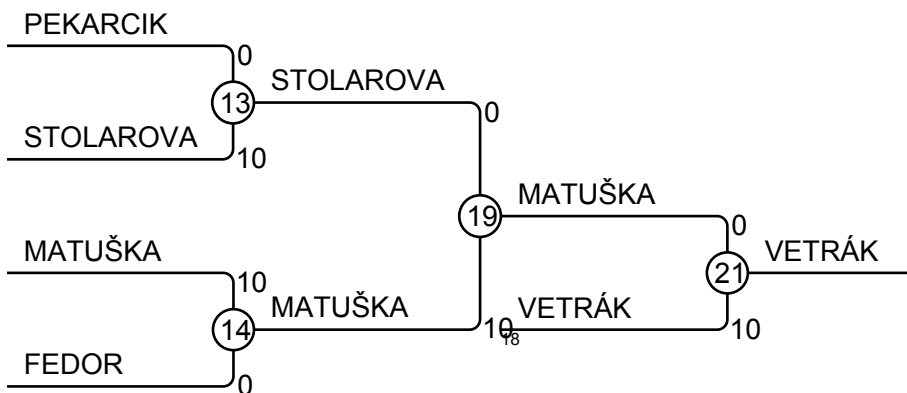 PEKARCIK
0
13
STOLAROVA
STOLAROVA
10
0
19
MATUŠKA
MATUŠKA
10
14
MATUŠKA
10
18
FEDOR
0
VETRÁK
0
21
VETRÁK
10